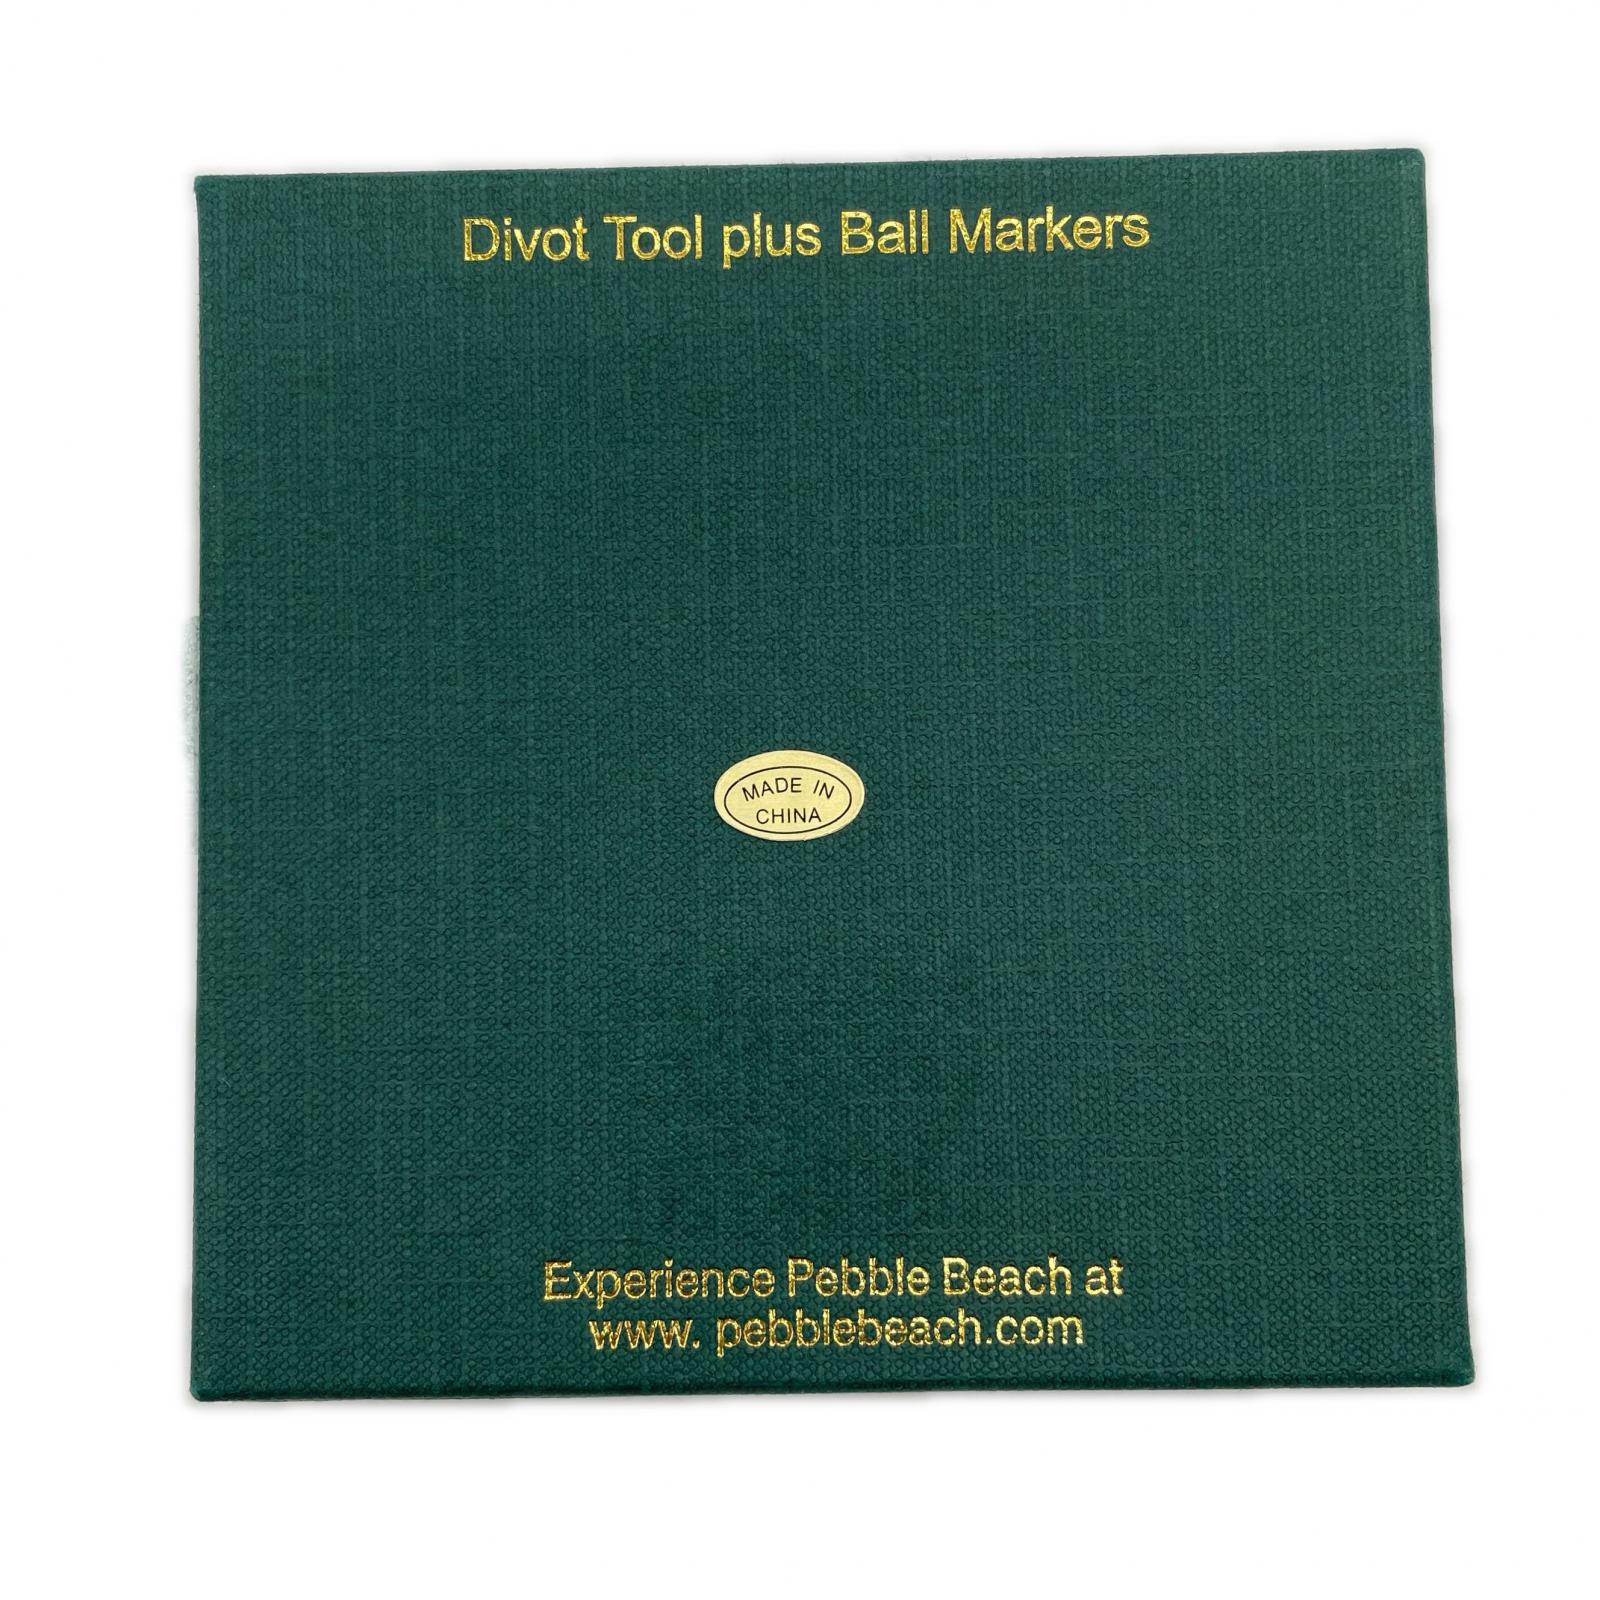 Divot Tool plus Ball Markers
MADE IN
CHINA
Experience Pebble Beach at
www. pebblebeach.com